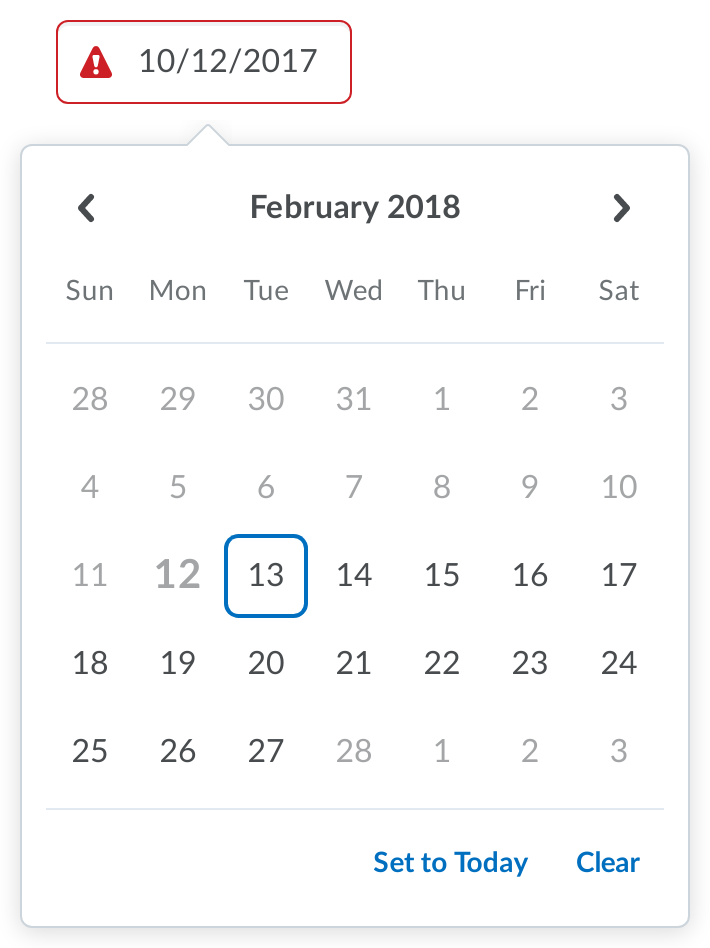 10/12/2017
February 2018
Sun Mon Tue Wed Thu Fri Sat
28 29 30 31 1 2 3
4 5 6 7 8 9 10
11 12 13 14 15 16 17
18 19 20 21 22 23 24
25 26 27 28 1 2 3
Set to Today Clear